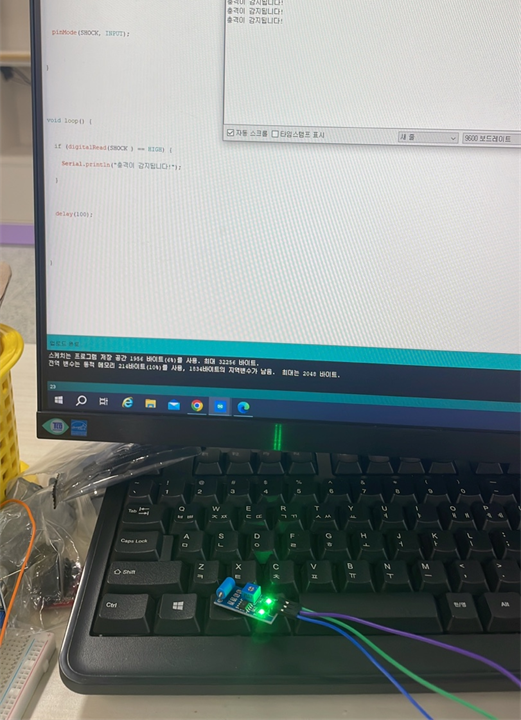 충격이 감지됩니다!
충격이 감지됩니다!
충격이 감지됩니다!
pinMode(SHOCK, INPUT);
}
void loop() {
if (digitalRead(SHOCK ) == HIGH) {
Serial.println("충격이 감지됩니다!");
}
delay(100);
}
자동 스크롤 타임스탬프 표시
새 줄
9600 보드레이트
업로드 완료
스케치는 프로그램 저장 공간 1956 바이트(6%)를 사용. 최대 32256 바이트.
전역 변수는 동적 메모리 214바이트(10%)를 사용, 1834바이트의 지역변수가 남음. 최대는 2048 바이트.
23
Tab Q W E R T Y U I O P
Caps Lock A S D F G H J K L
Shift Z X C V B N M
Ctrl 한/영 Alt